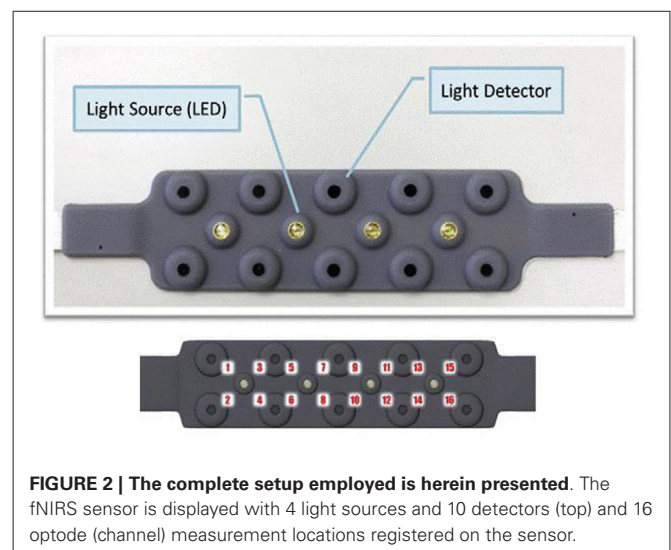 Light Source (LED)
Light Detector
1 3 5 7 9 11 13 15
2 4 6 8 10 12 14 16
FIGURE 2 | The complete setup employed is herein presented. The
fNIRS sensor is displayed with 4 light sources and 10 detectors (top) and 16
optode (channel) measurement locations registered on the sensor.